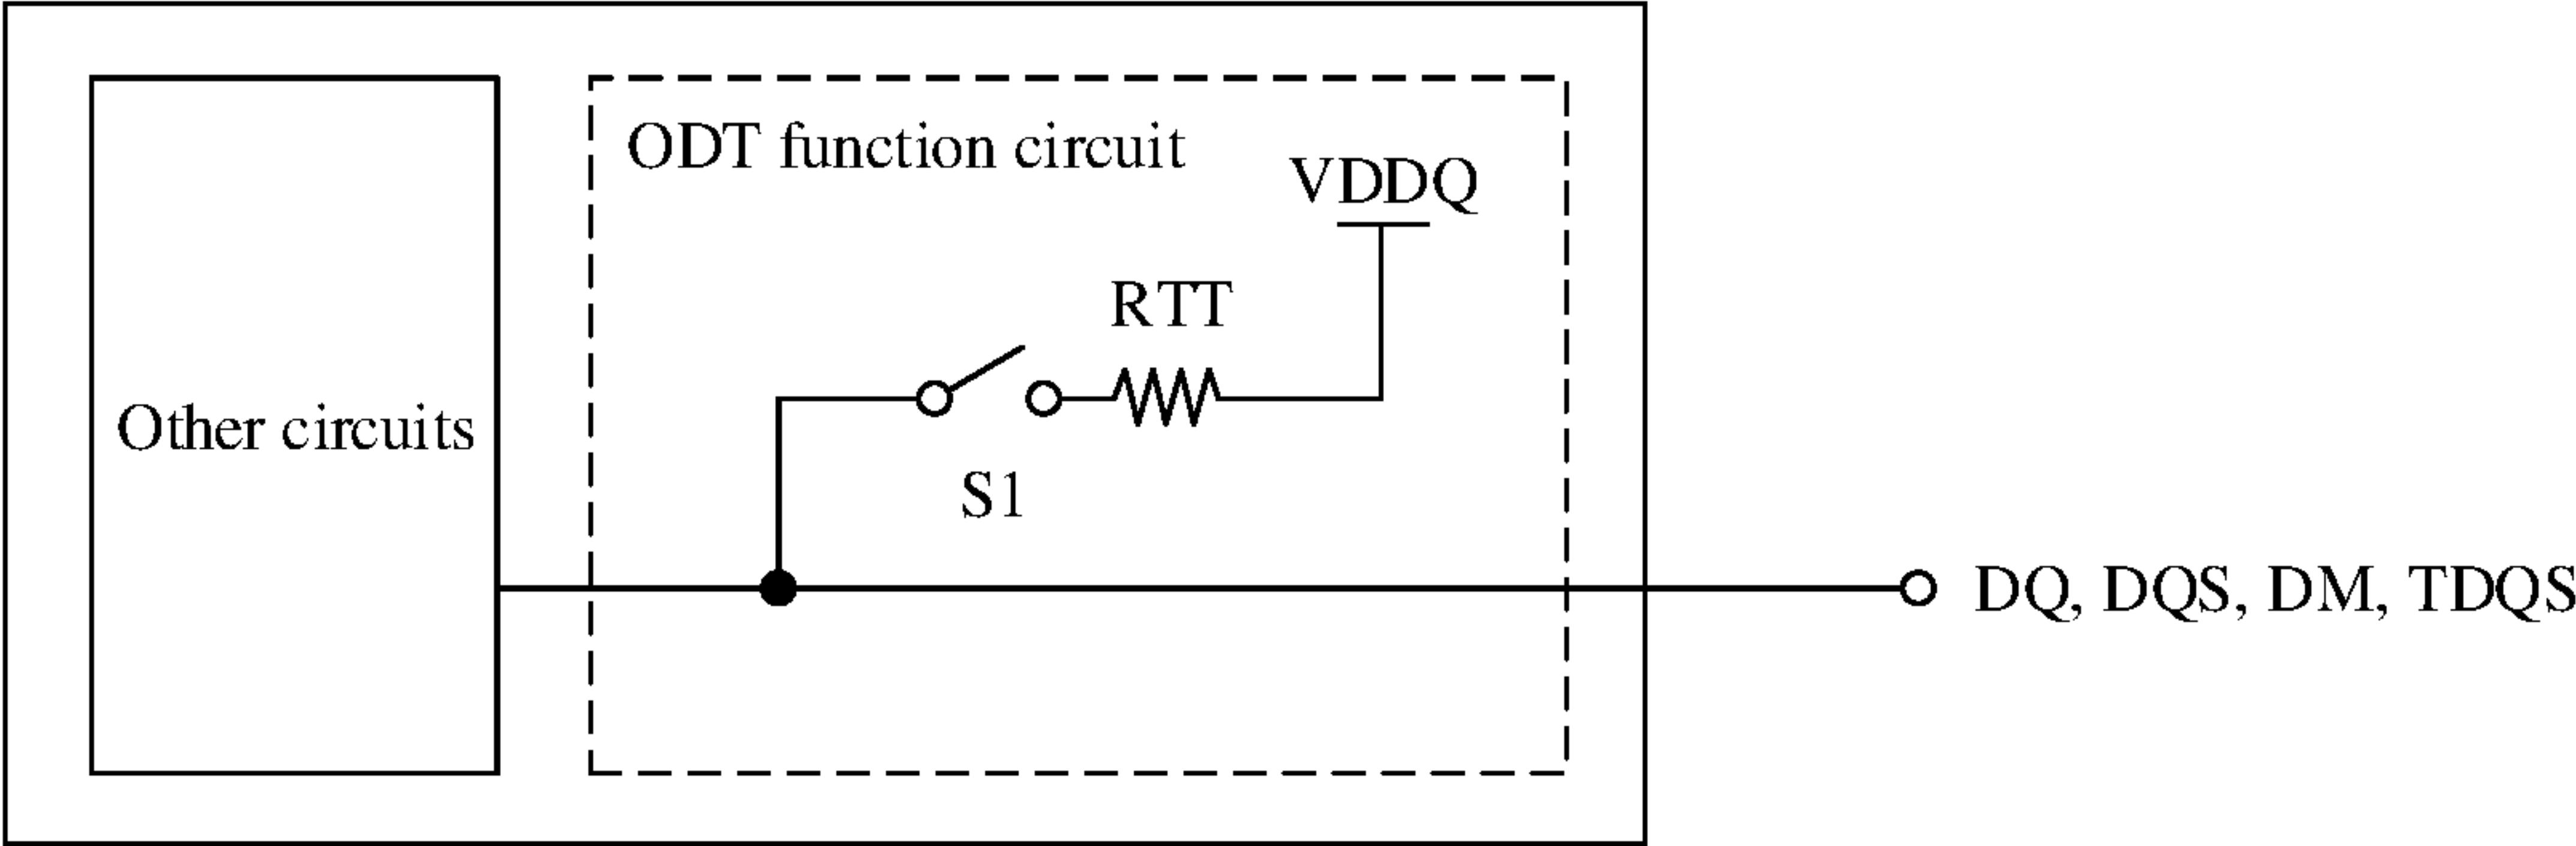 ODT function circuit
VDDQ
RTT
Other circuits
S1
DQ, DQS, DM, TDQS